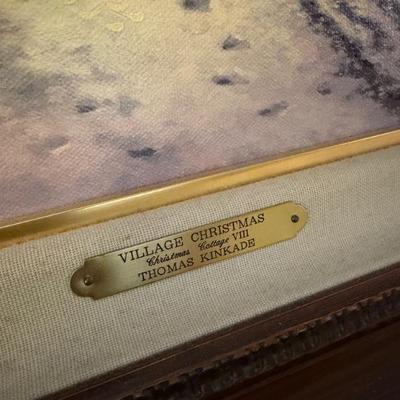 VILLAGE CHRISTMAS
Christmas Cottage VIII
THOMAS KINKADE